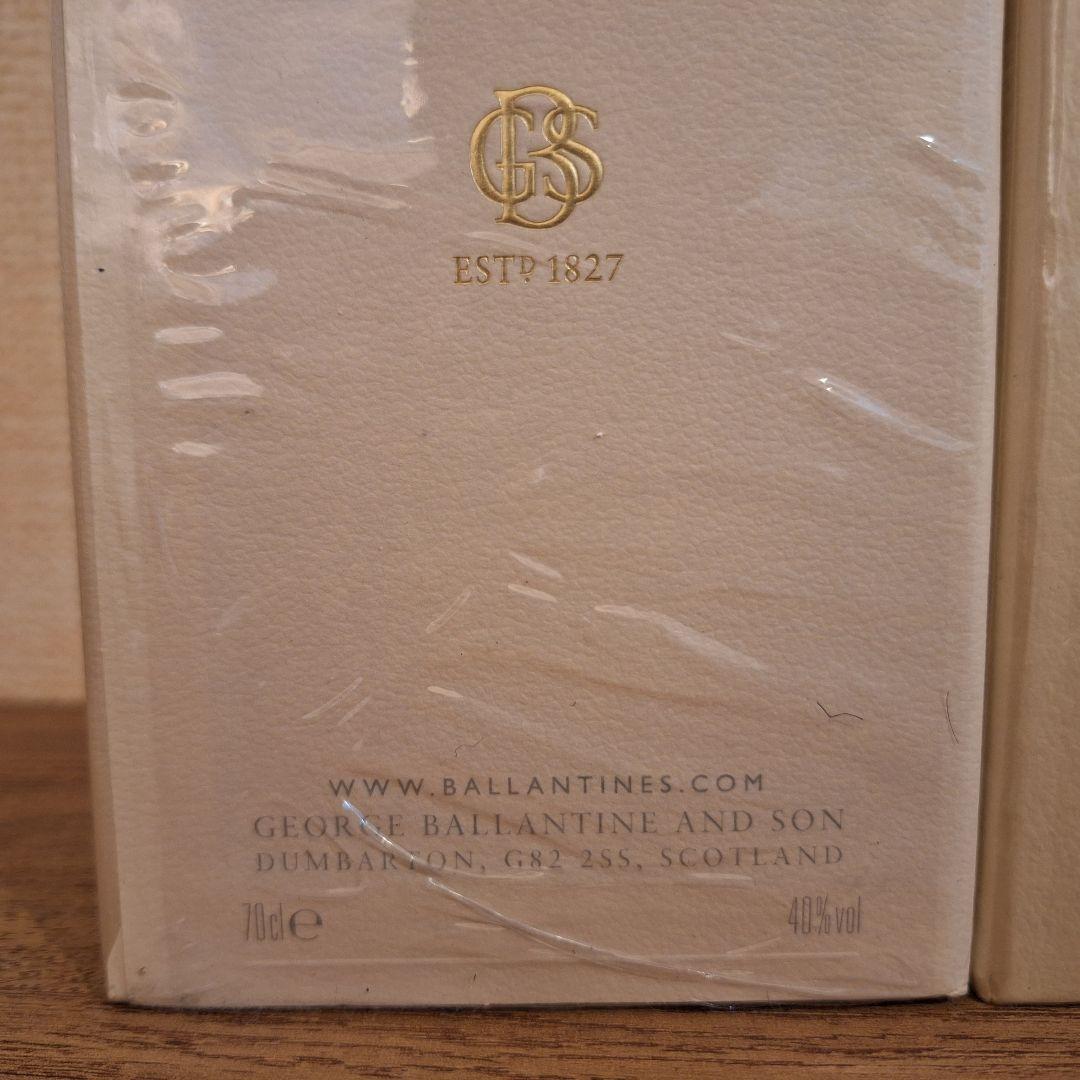 GBS
ESTD 1827
WWW.BALLANTINES.COM
GEORGE BALLANTINE AND SON
DUMBARTON, G82 2SS, SCOTLAND
70cl e 40%vol